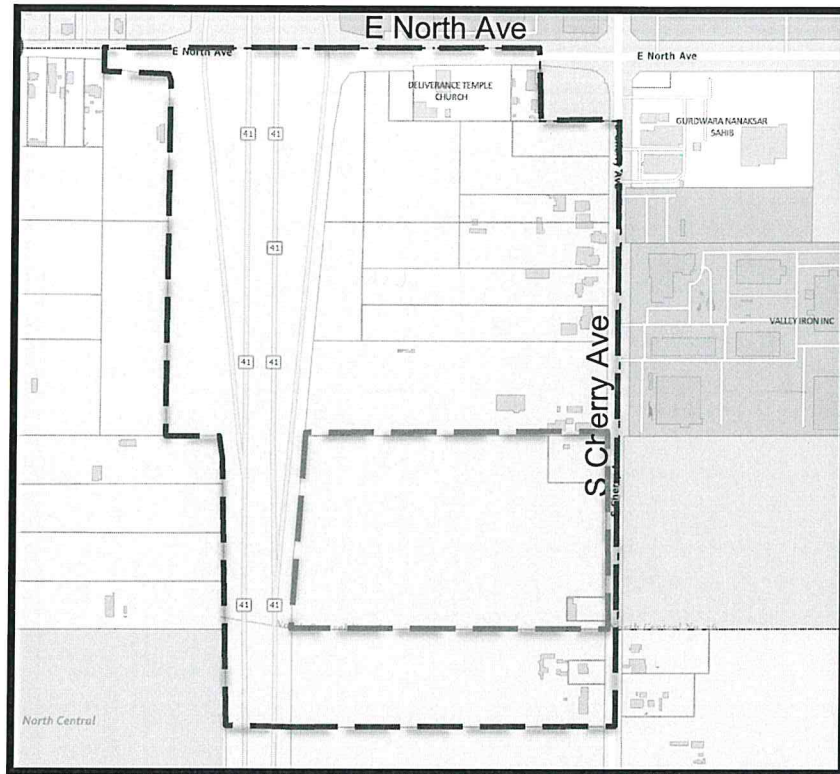 E North Ave
E North Ave
E North Ave
DELIVERANCE TEMPLE
CHURCH
GURDWARA NANAKSAR
SAHIB
41
41
41
VALLEY IRON INC
S Cherry Ave
41
41
41
41
North Central